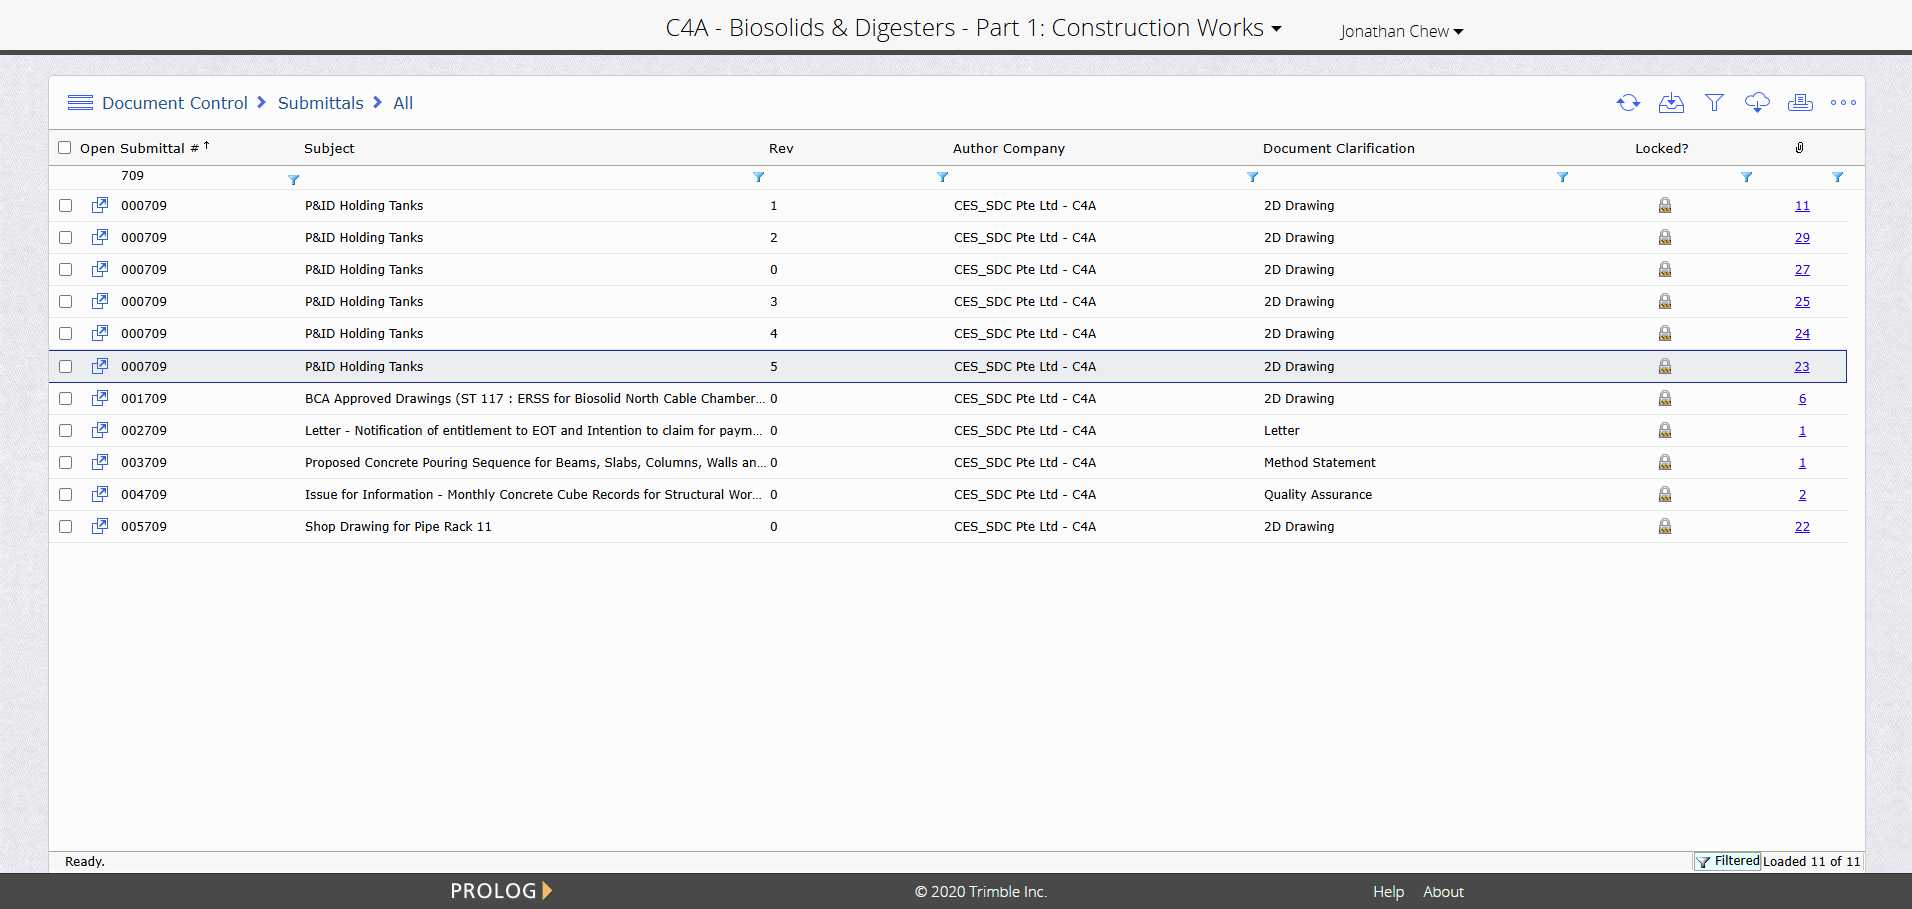 C4A - Biosolids & Digesters - Part 1: Construction Works Jonathan Chew
Document Control Submittals All
Open Submittal # Subject Rev Author Company Document Clarification Locked?
709
000709 P&ID Holding Tanks 1 CES_SDC Pte Ltd - C4A 2D Drawing 11
000709 P&ID Holding Tanks 2 CES_SDC Pte Ltd - C4A 2D Drawing 29
000709 P&ID Holding Tanks 0 CES_SDC Pte Ltd - C4A 2D Drawing 27
000709 P&ID Holding Tanks 3 CES_SDC Pte Ltd - C4A 2D Drawing 25
000709 P&ID Holding Tanks 4 CES_SDC Pte Ltd - C4A 2D Drawing 24
000709 P&ID Holding Tanks 5 CES_SDC Pte Ltd - C4A 2D Drawing 23
001709 BCA Approved Drawings (ST 117 : ERSS for Biosolid North Cable Chamber... 0 CES_SDC Pte Ltd - C4A 2D Drawing 6
002709 Letter - Notification of entitlement to EOT and Intention to claim for paym... 0 CES_SDC Pte Ltd - C4A Letter 1
003709 Proposed Concrete Pouring Sequence for Beams, Slabs, Columns, Walls an... 0 CES_SDC Pte Ltd - C4A Method Statement 1
004709 Issue for Information - Monthly Concrete Cube Records for Structural Wor... 0 CES_SDC Pte Ltd - C4A Quality Assurance 2
005709 Shop Drawing for Pipe Rack 11 0 CES_SDC Pte Ltd - C4A 2D Drawing 22
Ready. Filtered Loaded 11 of 11
PROLOG © 2020 Trimble Inc. Help About